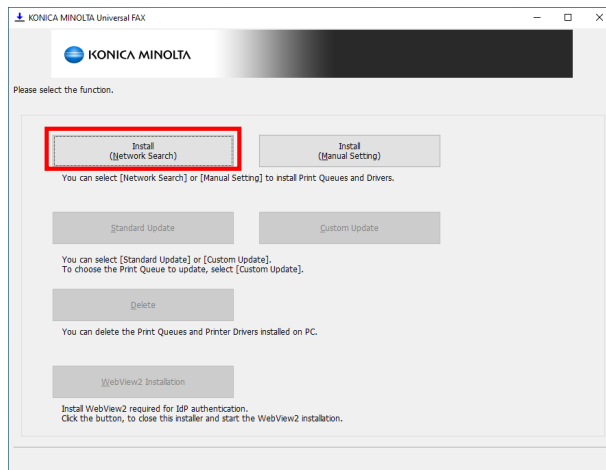 KONICA MINOLTA Universal FAX
KONICA MINOLTA
Please select the function.
Install
(Network Search)
Install
(Manual Setting)
You can select [Network Search] or [Manual Setting] to install Print Queues and Drivers.
Standard Update
Custom Update
You can select [Standard Update] or [Custom Update].
To choose the Print Queue to update, select [Custom Update].
Delete
You can delete the Print Queues and Printer Drivers installed on PC.
WebView2 Installation
Install WebView2 required for IdP authentication.
Click the button, to close this installer and start the WebView2 installation.